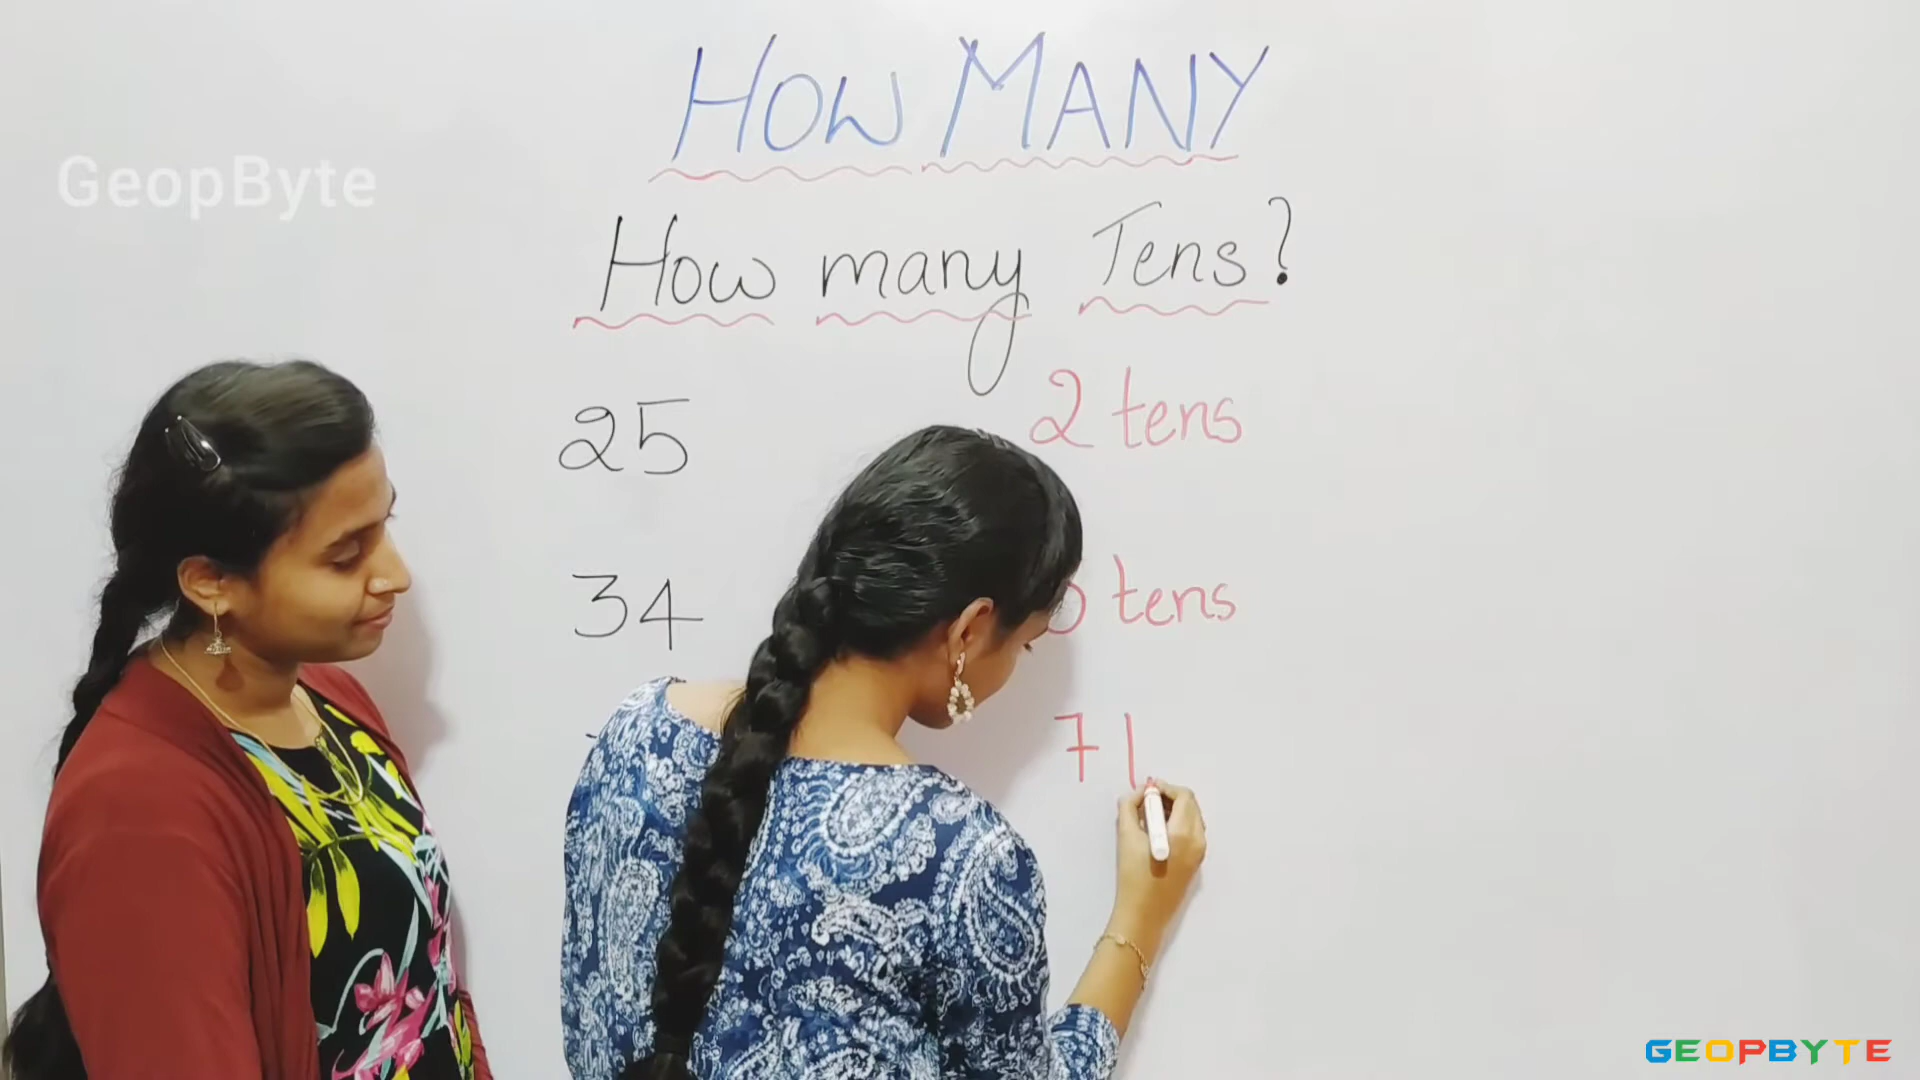 HOW MANY
GeopByte
How many Tens?
25 2 tens
34 tens
7
GEOPBYTE